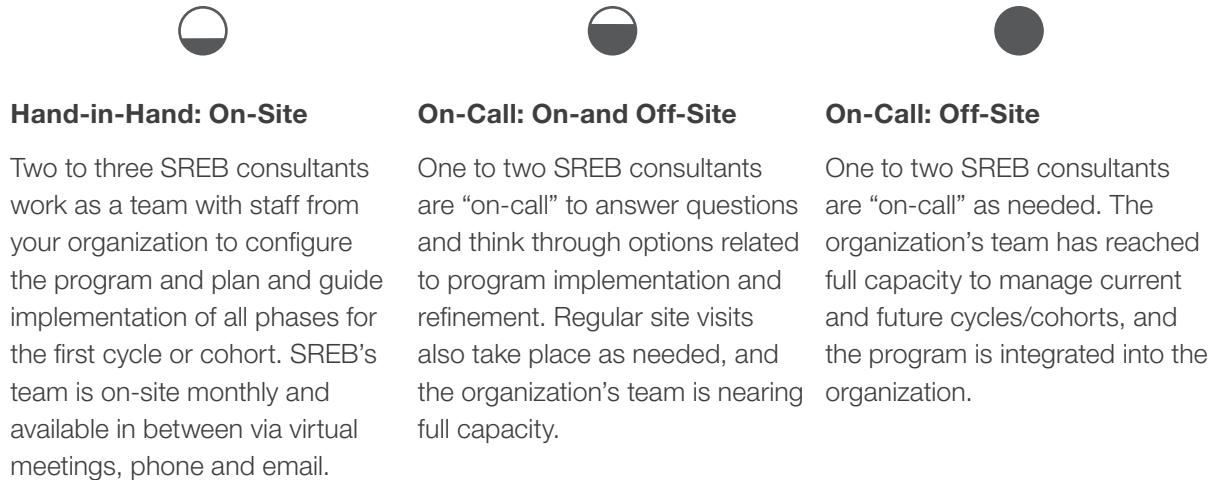 Hand-in-Hand: On-Site
Two to three SREB consultants
work as a team with staff from
your organization to configure
the program and plan and guide
implementation of all phases for
the first cycle or cohort. SREB’s
team is on-site monthly and
available in between via virtual
meetings, phone and email.
On-Call: On-and Off-Site
One to two SREB consultants
are “on-call” to answer questions
and think through options related
to program implementation and
refinement. Regular site visits
also take place as needed, and
the organization’s team is nearing
full capacity.
On-Call: Off-Site
One to two SREB consultants
are “on-call” as needed. The
organization’s team has reached
full capacity to manage current
and future cycles/cohorts, and
the program is integrated into the
organization.